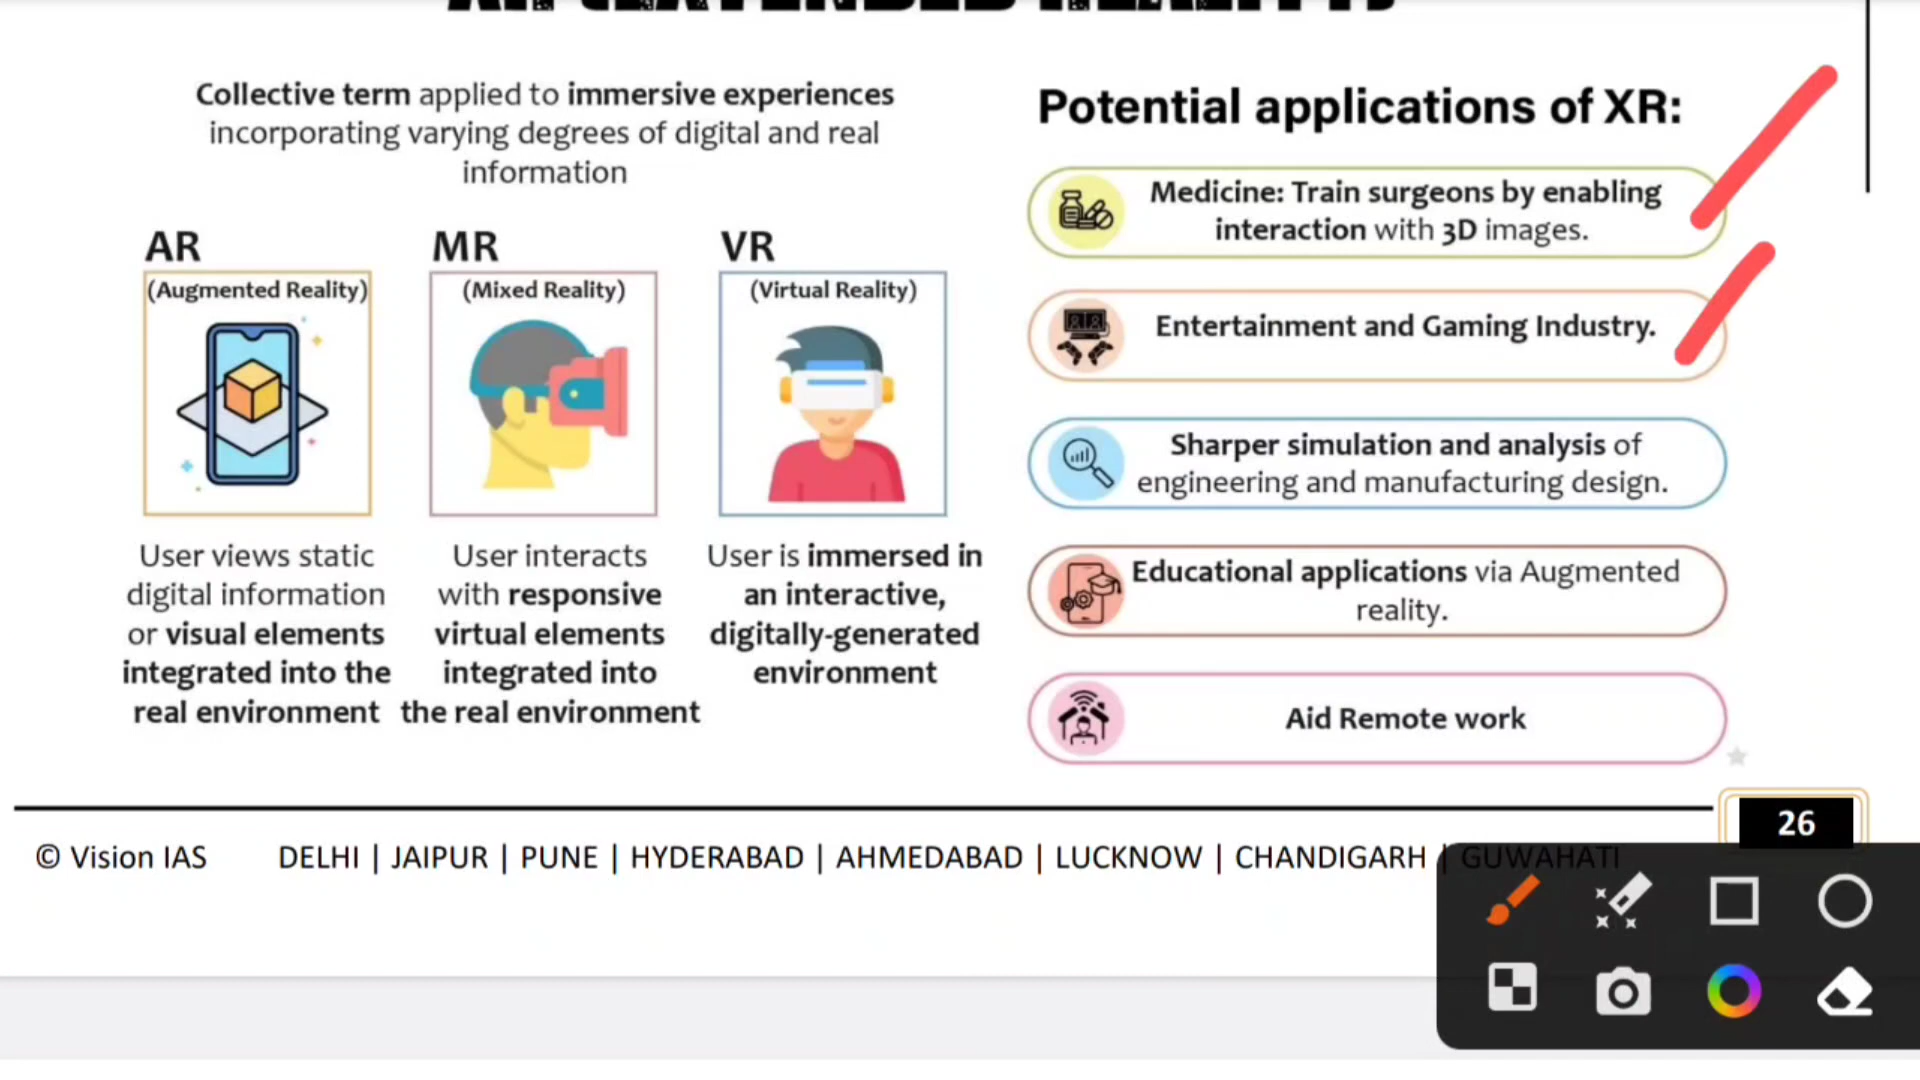 XR (EXTENDED REALITY)
Collective term applied to immersive experiences
incorporating varying degrees of digital and real
information
AR
(Augmented Reality)
User views static
digital information
or visual elements
integrated into the
real environment
MR
(Mixed Reality)
User interacts
with responsive
virtual elements
integrated into
the real environment
VR
(Virtual Reality)
User is immersed in
an interactive,
digitally-generated
environment
Potential applications of XR:
Medicine: Train surgeons by enabling
interaction with 3D images.
Entertainment and Gaming Industry.
Sharper simulation and analysis of
engineering and manufacturing design.
Educational applications via Augmented
reality.
Aid Remote work
26
© Vision IAS DELHI | JAIPUR | PUNE | HYDERABAD | AHMEDABAD | LUCKNOW | CHANDIGARH | GUWAHATI